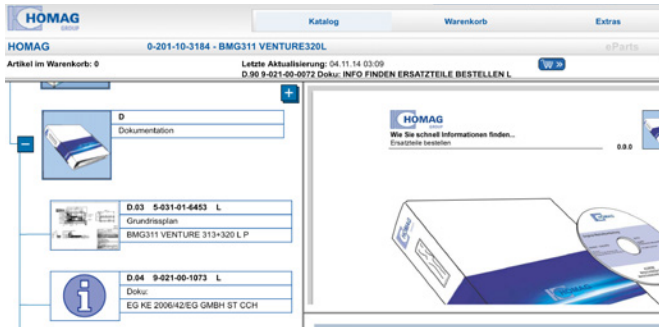 HOMAG
GROUP
Katalog
Warenkorb
Extras
HOMAG
0-201-10-3184 - BMG311 VENTURE320L
eParts
Artikel im Warenkorb: 0
Letzte Aktualisierung: 04.11.14 03:09
D.90 9-021-00-0072 Doku: INFO FINDEN ERSATZTEILE BESTELLEN L
D
Dokumentation
D.03 5-031-01-6453 L
Grundrissplan
BMG311 VENTURE 313+320 L P
D.04 9-021-00-1073 L
Doku:
EG KE 2006/42/EG GMBH ST CCH
HOMAG
GROUP
Wie Sie schnell Informationen finden...
Ersatzteile bestellen
0.0.0
HOMAG
HOMAG